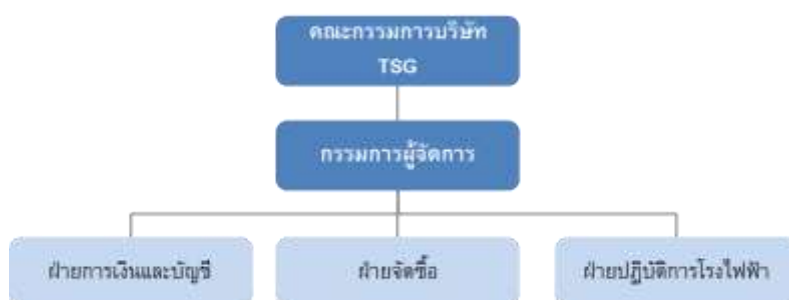 คณะกรรมการบริษัท
TSG
กรรมการผู้จัดการ
ฝ่ายการเงินและบัญชี
ฝ่ายจัดซื้อ
ฝ่ายปฏิบัติการโรงไฟฟ้า